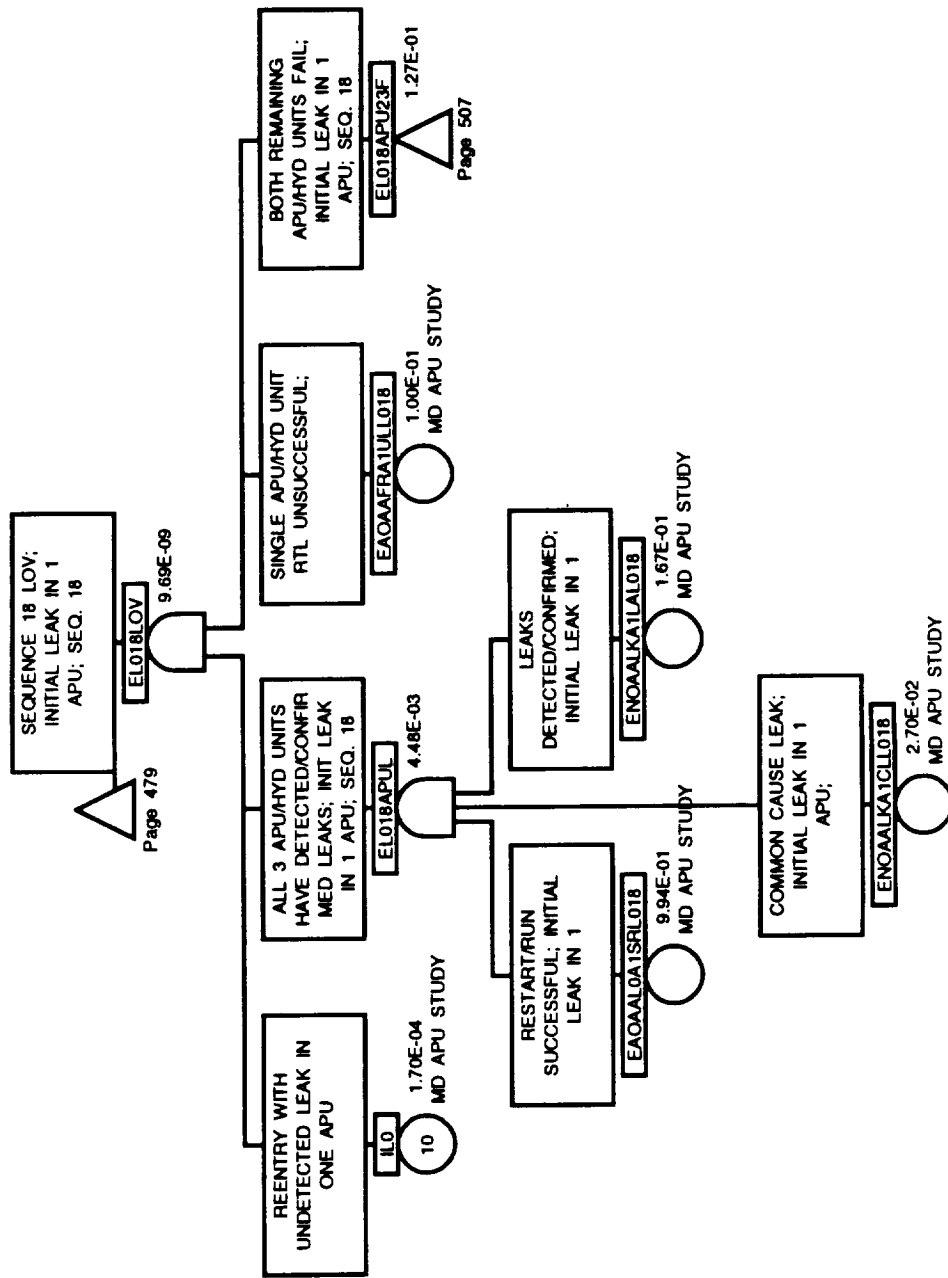 SEQUENCE 18 LOV;
INITIAL LEAK IN 1
APU; SEQ. 18
EL018LOV
9.69E-09
Page 479
REENTRY WITH
UNDETECTED LEAK IN
ONE APU
IL0
10
1.70E-04
MD APU STUDY
ALL 3 APU/HYD UNITS
HAVE DETECTED/CONFIR
MED LEAKS; INIT LEAK
IN 1 APU; SEQ. 18
EL018APUL
4.48E-03
SINGLE APU/HYD UNIT
RTL UNSUCCESSFUL;
EAOAAFRA1ULL018
1.00E-01
MD APU STUDY
BOTH REMAINING
APU/HYD UNITS FAIL;
INITIAL LEAK IN 1
APU; SEQ. 18
EL018APU23F
1.27E-01
Page 507
RESTART/RUN
SUCCESSFUL; INITIAL
LEAK IN 1
EAOAAL0A1SRL018
9.94E-01
MD APU STUDY
LEAKS
DETECTED/CONFIRMED;
INITIAL LEAK IN 1
ENOAALKA1LAL018
1.67E-01
MD APU STUDY
COMMON CAUSE LEAK;
INITIAL LEAK IN 1
APU;
ENOAALKA1CLL018
2.70E-02
MD APU STUDY